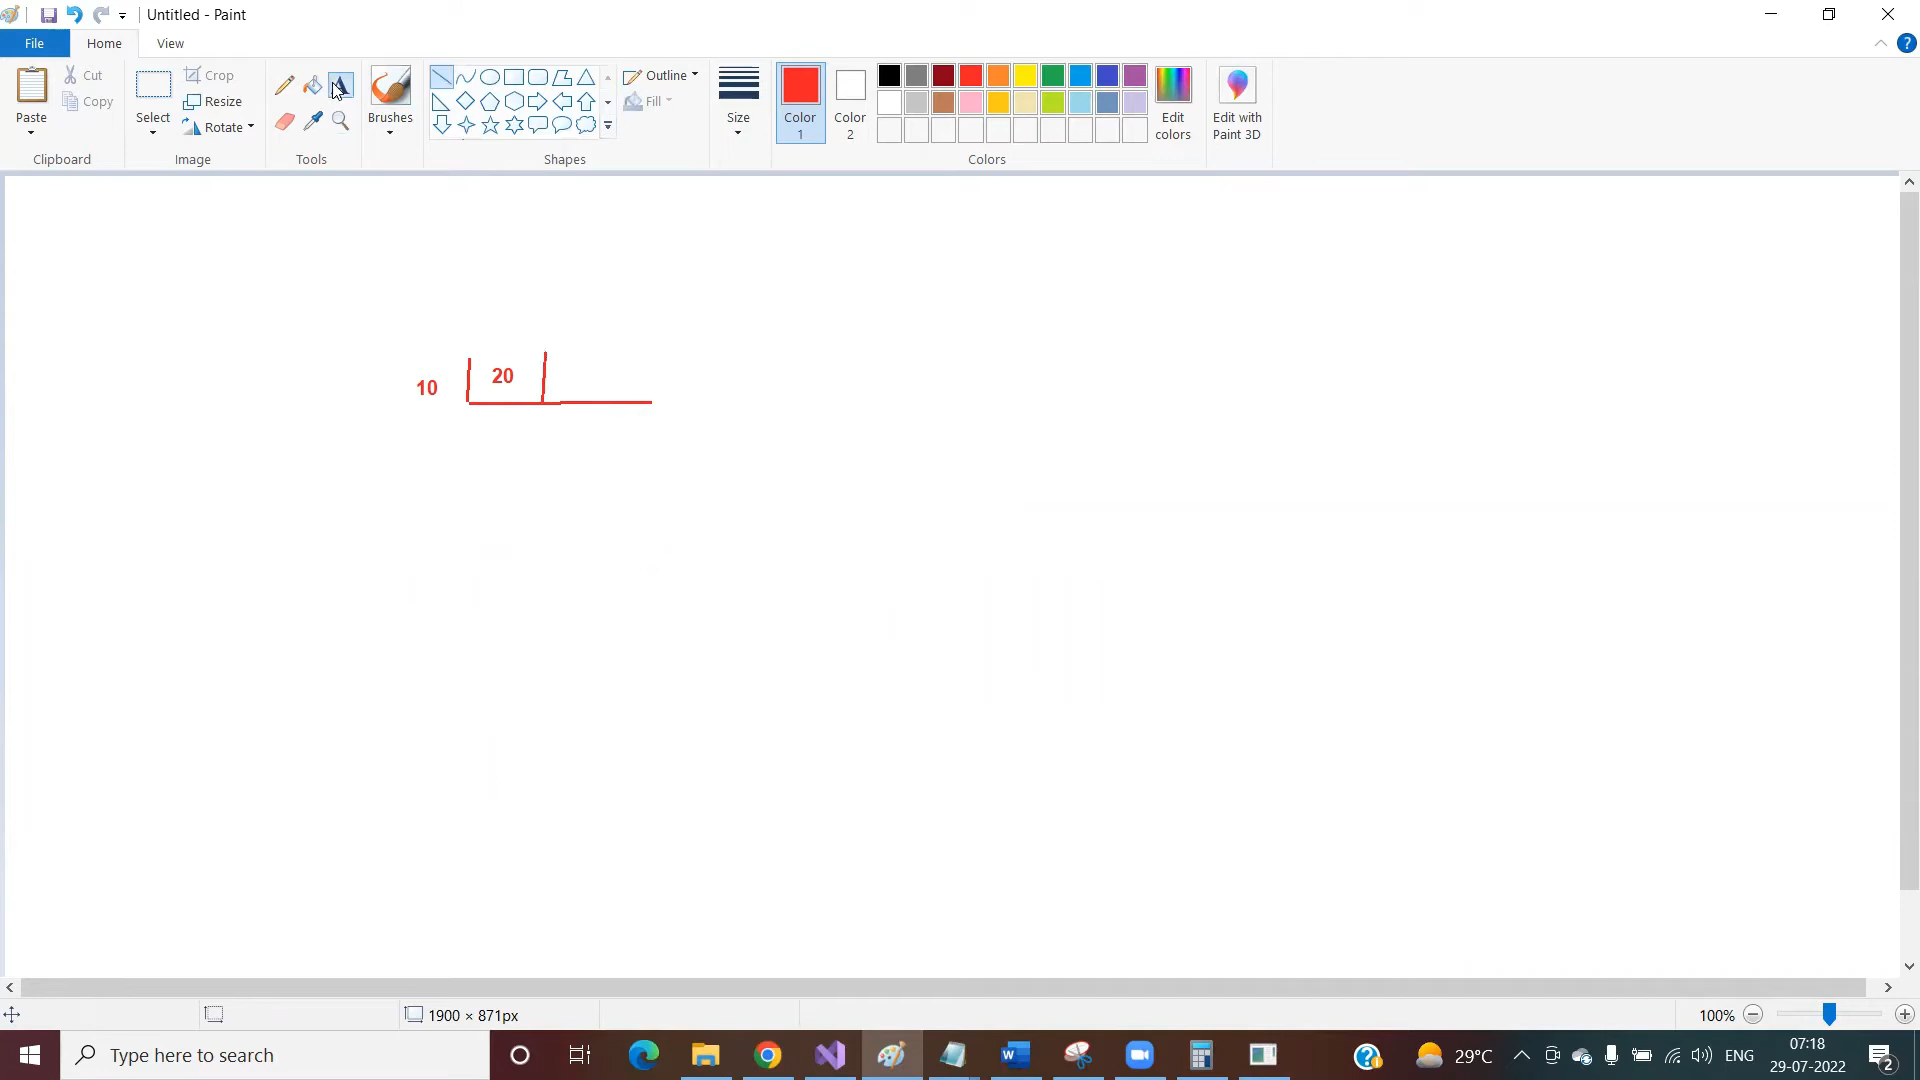 Untitled - Paint
File Home View
Paste Cut Copy Clipboard
Select Crop Resize Rotate Image
Tools
Brushes
Shapes
Outline Fill
Size
Color 1
Color 2
Edit colors
Colors
Edit with Paint 3D
20
10
1900 × 871px
100%
Type here to search
29°C
ENG
07:18
29-07-2022
2